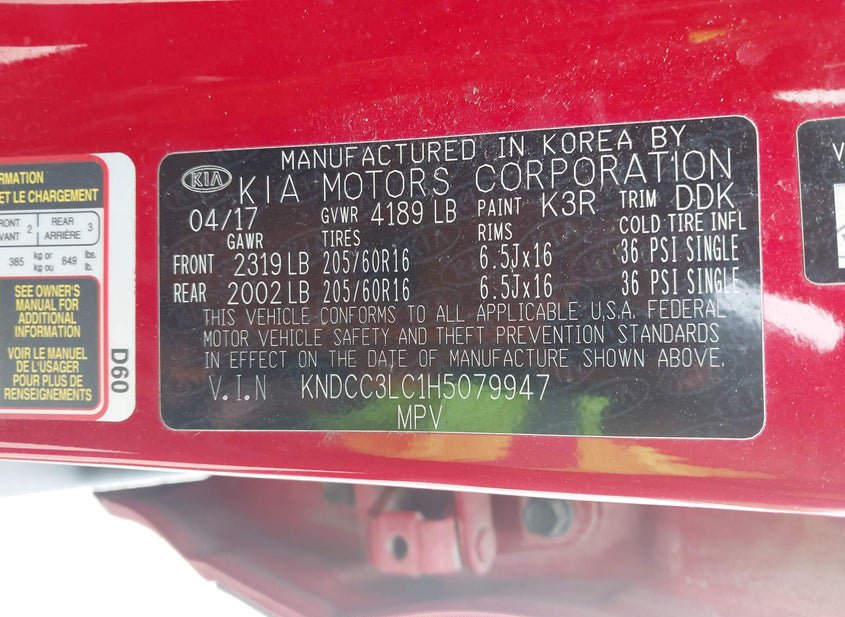 RMATION
ET LE CHARGEMENT
RONT
VANT 2 REAR
ARRIÈRE 3
385 kg or
kg ou 849 lbs.
lb.
SEE OWNER'S
MANUAL FOR
ADDITIONAL
INFORMATION
VOIR LE MANUEL
DE L'USAGER
POUR PLUS DE
RENSEIGNEMENTS
D60
MANUFACTURED IN KOREA BY
KIA KIA MOTORS CORPORATION
04/17 GVWR 4189 LB PAINT K3R TRIM DDK
GAWR TIRES RIMS COLD TIRE INFL
FRONT 2319 LB 205/60R16 6.5Jx16 36 PSI SINGLE
REAR 2002 LB 205/60R16 6.5Jx16 36 PSI SINGLE
THIS VEHICLE CONFORMS TO ALL APPLICABLE U.S.A. FEDERAL
MOTOR VEHICLE SAFETY AND THEFT PREVENTION STANDARDS
IN EFFECT ON THE DATE OF MANUFACTURE SHOWN ABOVE.
V.I.N KNDCC3LC1H5079947
MPV
V